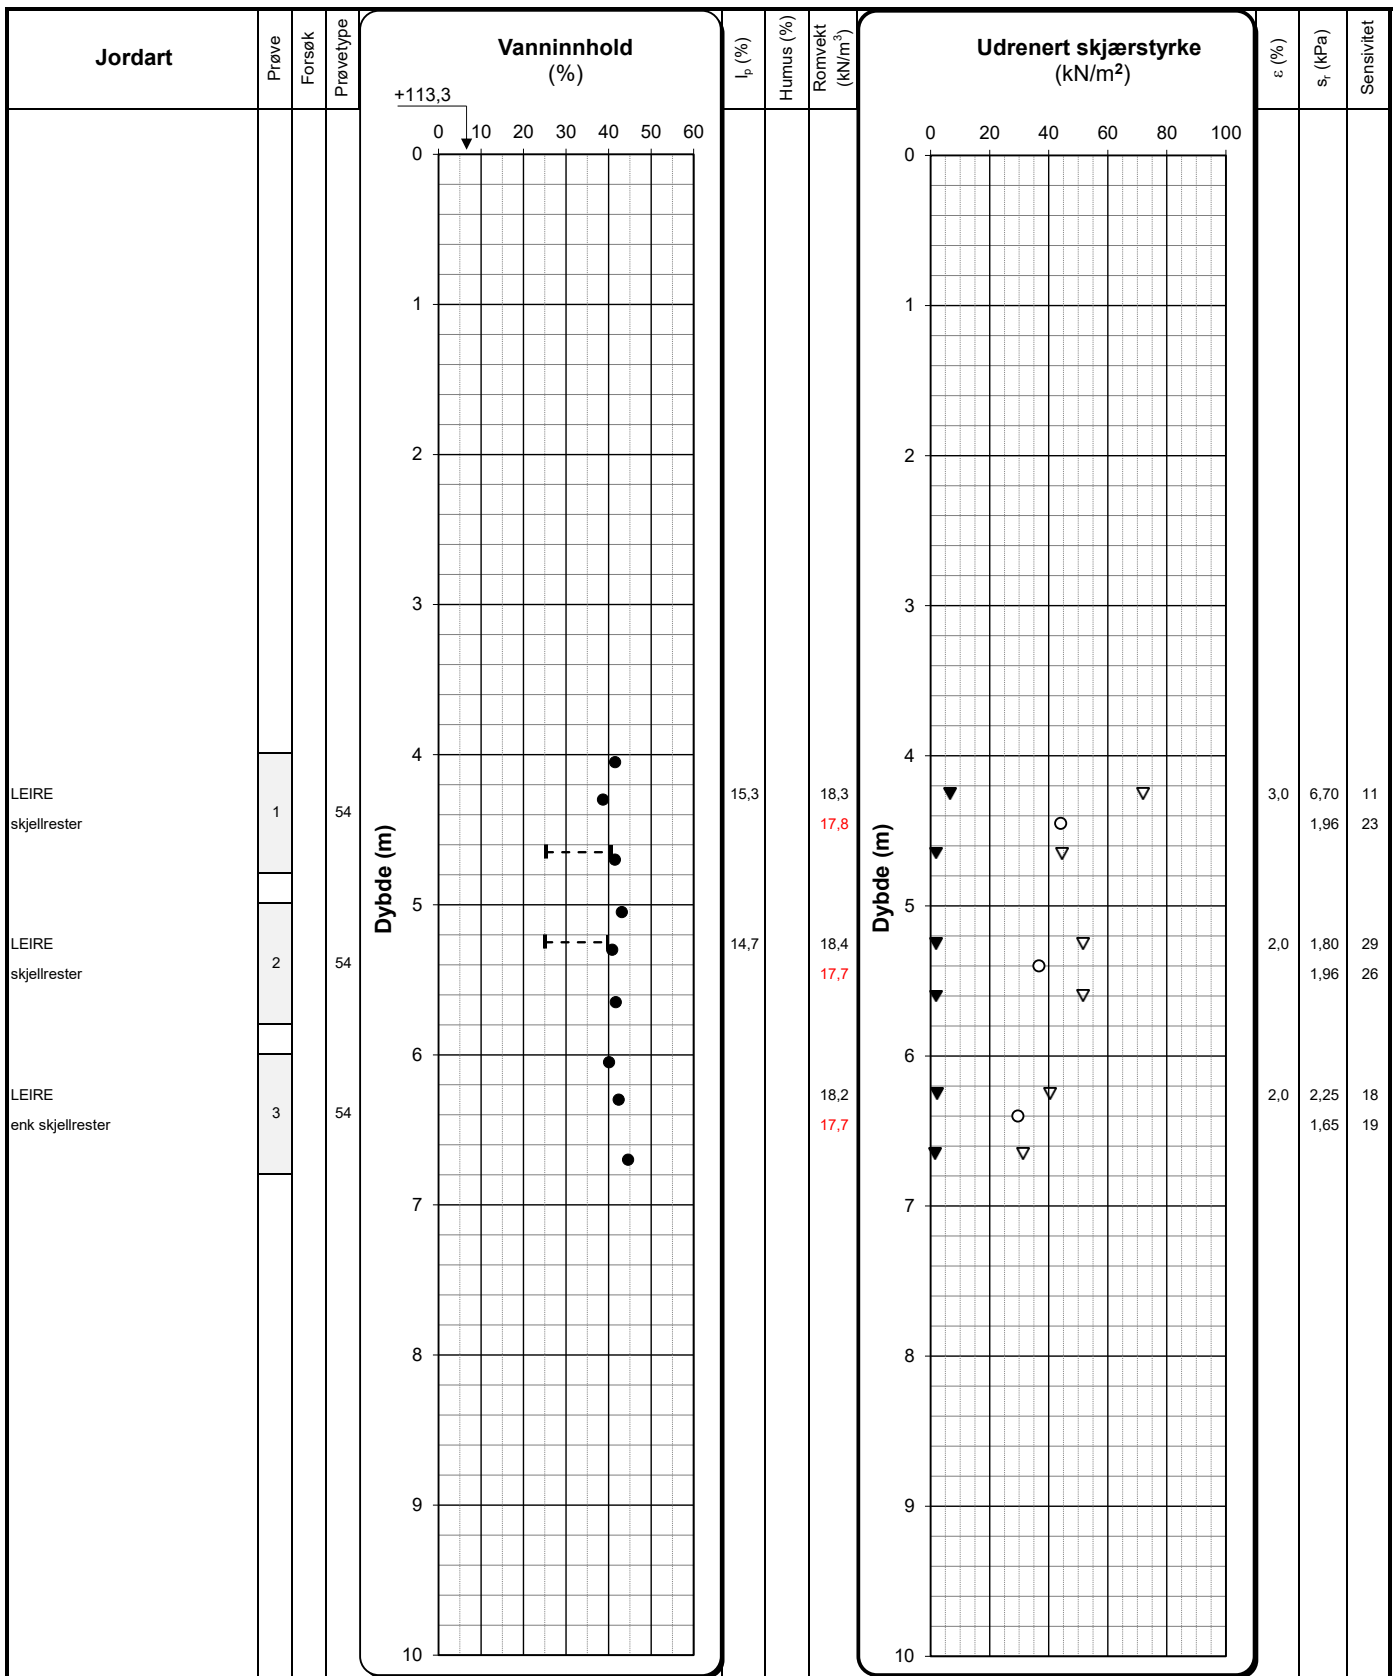 Jordart
Prøve
Forsøk
Prøvetype
Vanninnhold
(%)
+113,3
Ip (%)
Humus (%)
Romvekt
(kN/m³)
Udrenert skjærstyrke
(kN/m²)
ε (%)
sr (kPa)
Sensivitet
0 10 20 30 40 50 60
0 20 40 60 80 100
0
1
2
3
4
5
6
7
8
9
10
Dybde (m)
0
1
2
3
4
5
6
7
8
9
10
Dybde (m)
LEIRE 15,3 18,3 3,0 6,70 11
1 54
skjellrester 17,8 1,96 23
LEIRE 14,7 18,4 2,0 1,80 29
2 54
skjellrester 17,7 1,96 26
LEIRE 18,2 2,0 2,25 18
3 54
enk skjellrester 17,7 1,65 19